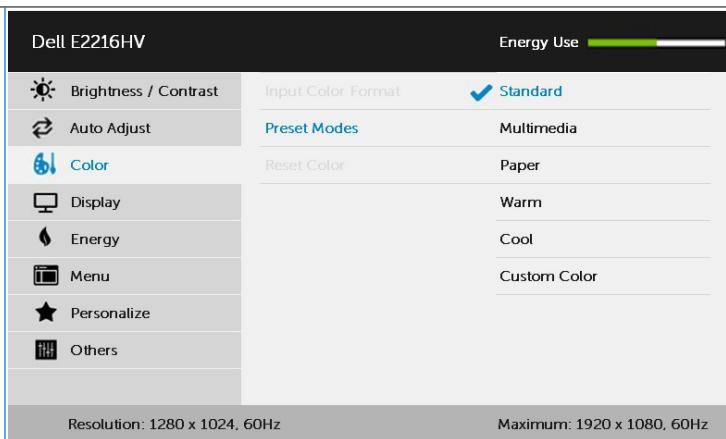 Dell E2216HV Energy Use
Brightness / Contrast Input Color Format Standard
Auto Adjust Preset Modes Multimedia
Color Reset Color Paper
Display Warm
Energy Cool
Menu Custom Color
Personalize
Others
Resolution: 1280 x 1024, 60Hz Maximum: 1920 x 1080, 60Hz